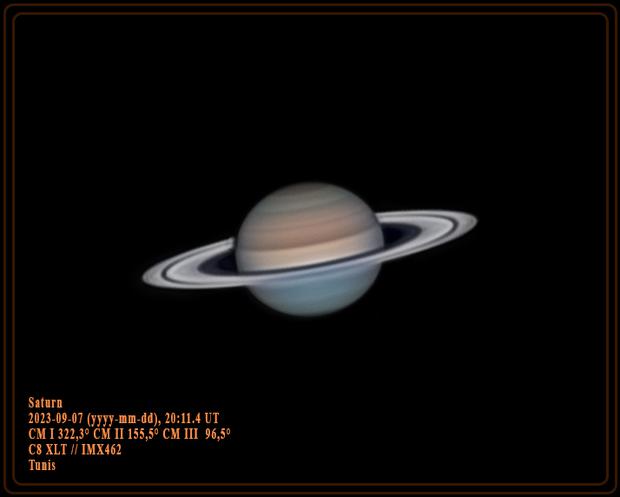 Saturn
2023-09-07 (yyyy-mm-dd), 20:11.4 UT
CM I 322,3° CM II 155,5° CM III 96,5°
C8 XLT // IMX462
Tunis